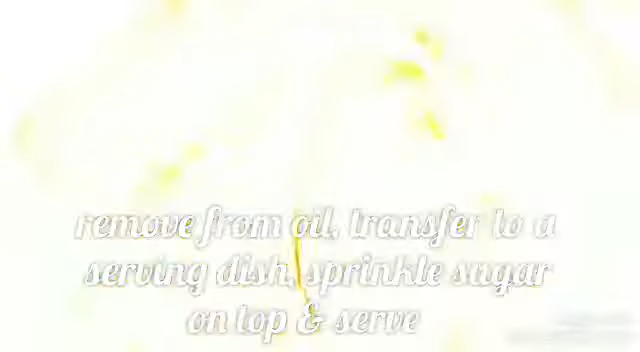 remove from oil, transfer to a
serving dish, sprinkle sugar
on top & serve